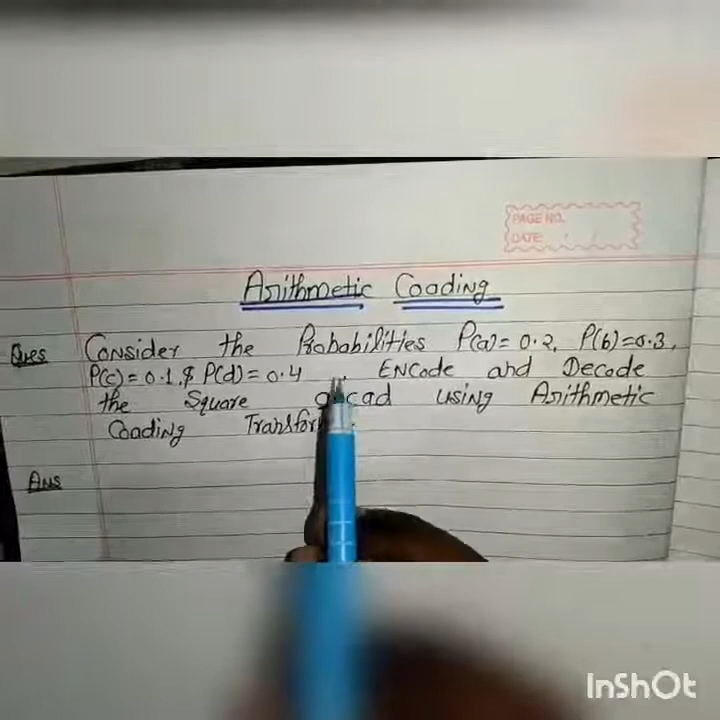 PAGE NO.
DATE:
Arithmetic Coading
Ques Consider the Probabilities P(a)= 0.2, P(b)=0.3,
P(c)= 0.1 & P(d)= 0.4 . ENCode and Decode
the Square using Arithmetic
Coading
Ans
InShOt